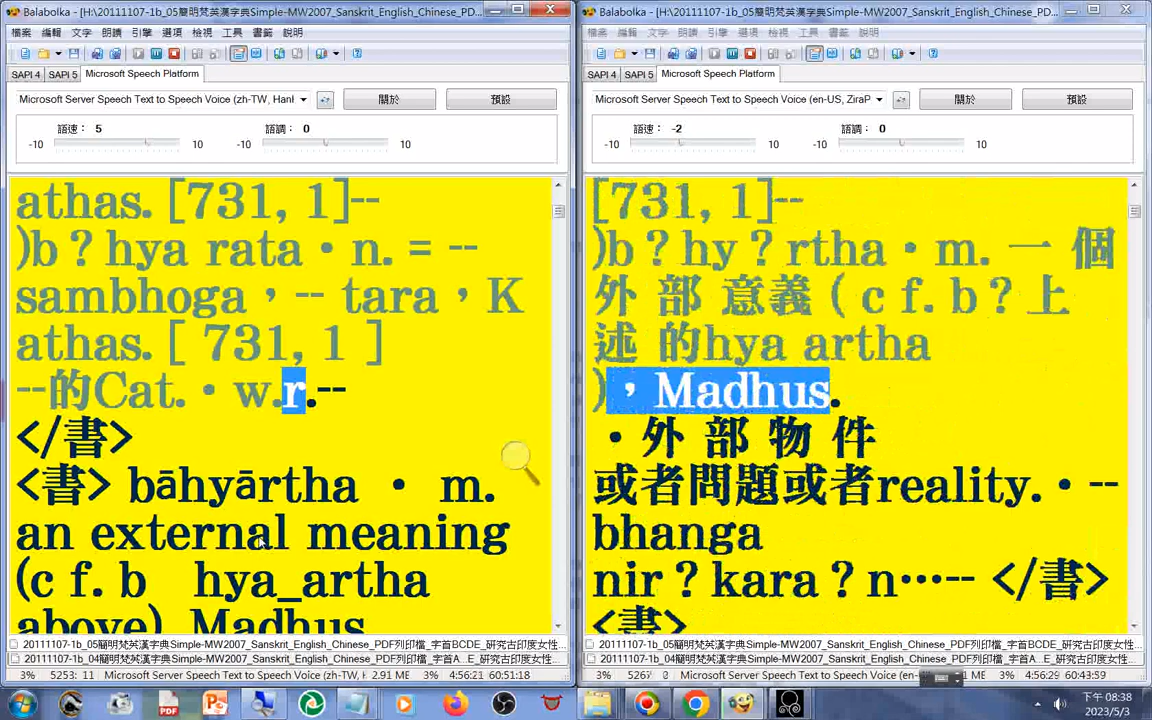 Balabolka - [H:\20111107-1b_05簡明梵英漢字典Simple-MW2007_Sanskrit_English_Chinese_PD...
檔案 編輯 文字 朗讀 引擎 選項 檢視 工具 書籤 說明
SAPI 4 SAPI 5 Microsoft Speech Platform
Microsoft Server Speech Text to Speech Voice (zh-TW, HanH
關於
預設
語速： 5
語調： 0
-10 10 -10 10
athas. [731, 1]--
)b？hya rata‧n. = --
sambhoga，-- tara，K
athas. [ 731, 1 ]
--的Cat.‧w.r.--
</書>
<書> bāhyārtha ‧ m.
an external meaning
(c f. b hya_artha
above), Madhus.
20111107-1b_05簡明梵英漢字典Simple-MW2007_Sanskrit_English_Chinese_PDF列印檔_字首BCDE_研究古印度女性...
20111107-1b_04簡明梵英漢字典Simple-MW2007_Sanskrit_English_Chinese_PDF列印檔_字首A...E_研究古印度女性...
3% 5253: 11 Microsoft Server Speech Text to Speech Voice (zh-TW, H 2.91 ME 3% 4:56:21 60:51:18
Balabolka - [H:\20111107-1b_05簡明梵英漢字典Simple-MW2007_Sanskrit_English_Chinese_PD...
檔案 編輯 文字 朗讀 引擎 選項 檢視 工具 書籤 說明
SAPI 4 SAPI 5 Microsoft Speech Platform
Microsoft Server Speech Text to Speech Voice (en-US, ZiraP
關於
預設
語速： -2
語調： 0
-10 10 -10 10
[731, 1]--
)b？hy？rtha‧m. 一 個
外 部 意義 ( c f. b？上
述 的hya artha
)，Madhus.
‧外 部 物 件
或者問題或者reality.‧--
bhanga
nir？kara？n…-- </書>
<書>
20111107-1b_05簡明梵英漢字典Simple-MW2007_Sanskrit_English_Chinese_PDF列印檔_字首BCDE_研究古印度女性...
20111107-1b_04簡明梵英漢字典Simple-MW2007_Sanskrit_English_Chinese_PDF列印檔_字首A...E_研究古印度女性...
3% Microsoft Server Speech Text to Speech Voice (en-U 3% 4:56:29 60:43:59
下午 08:38
2023/5/3